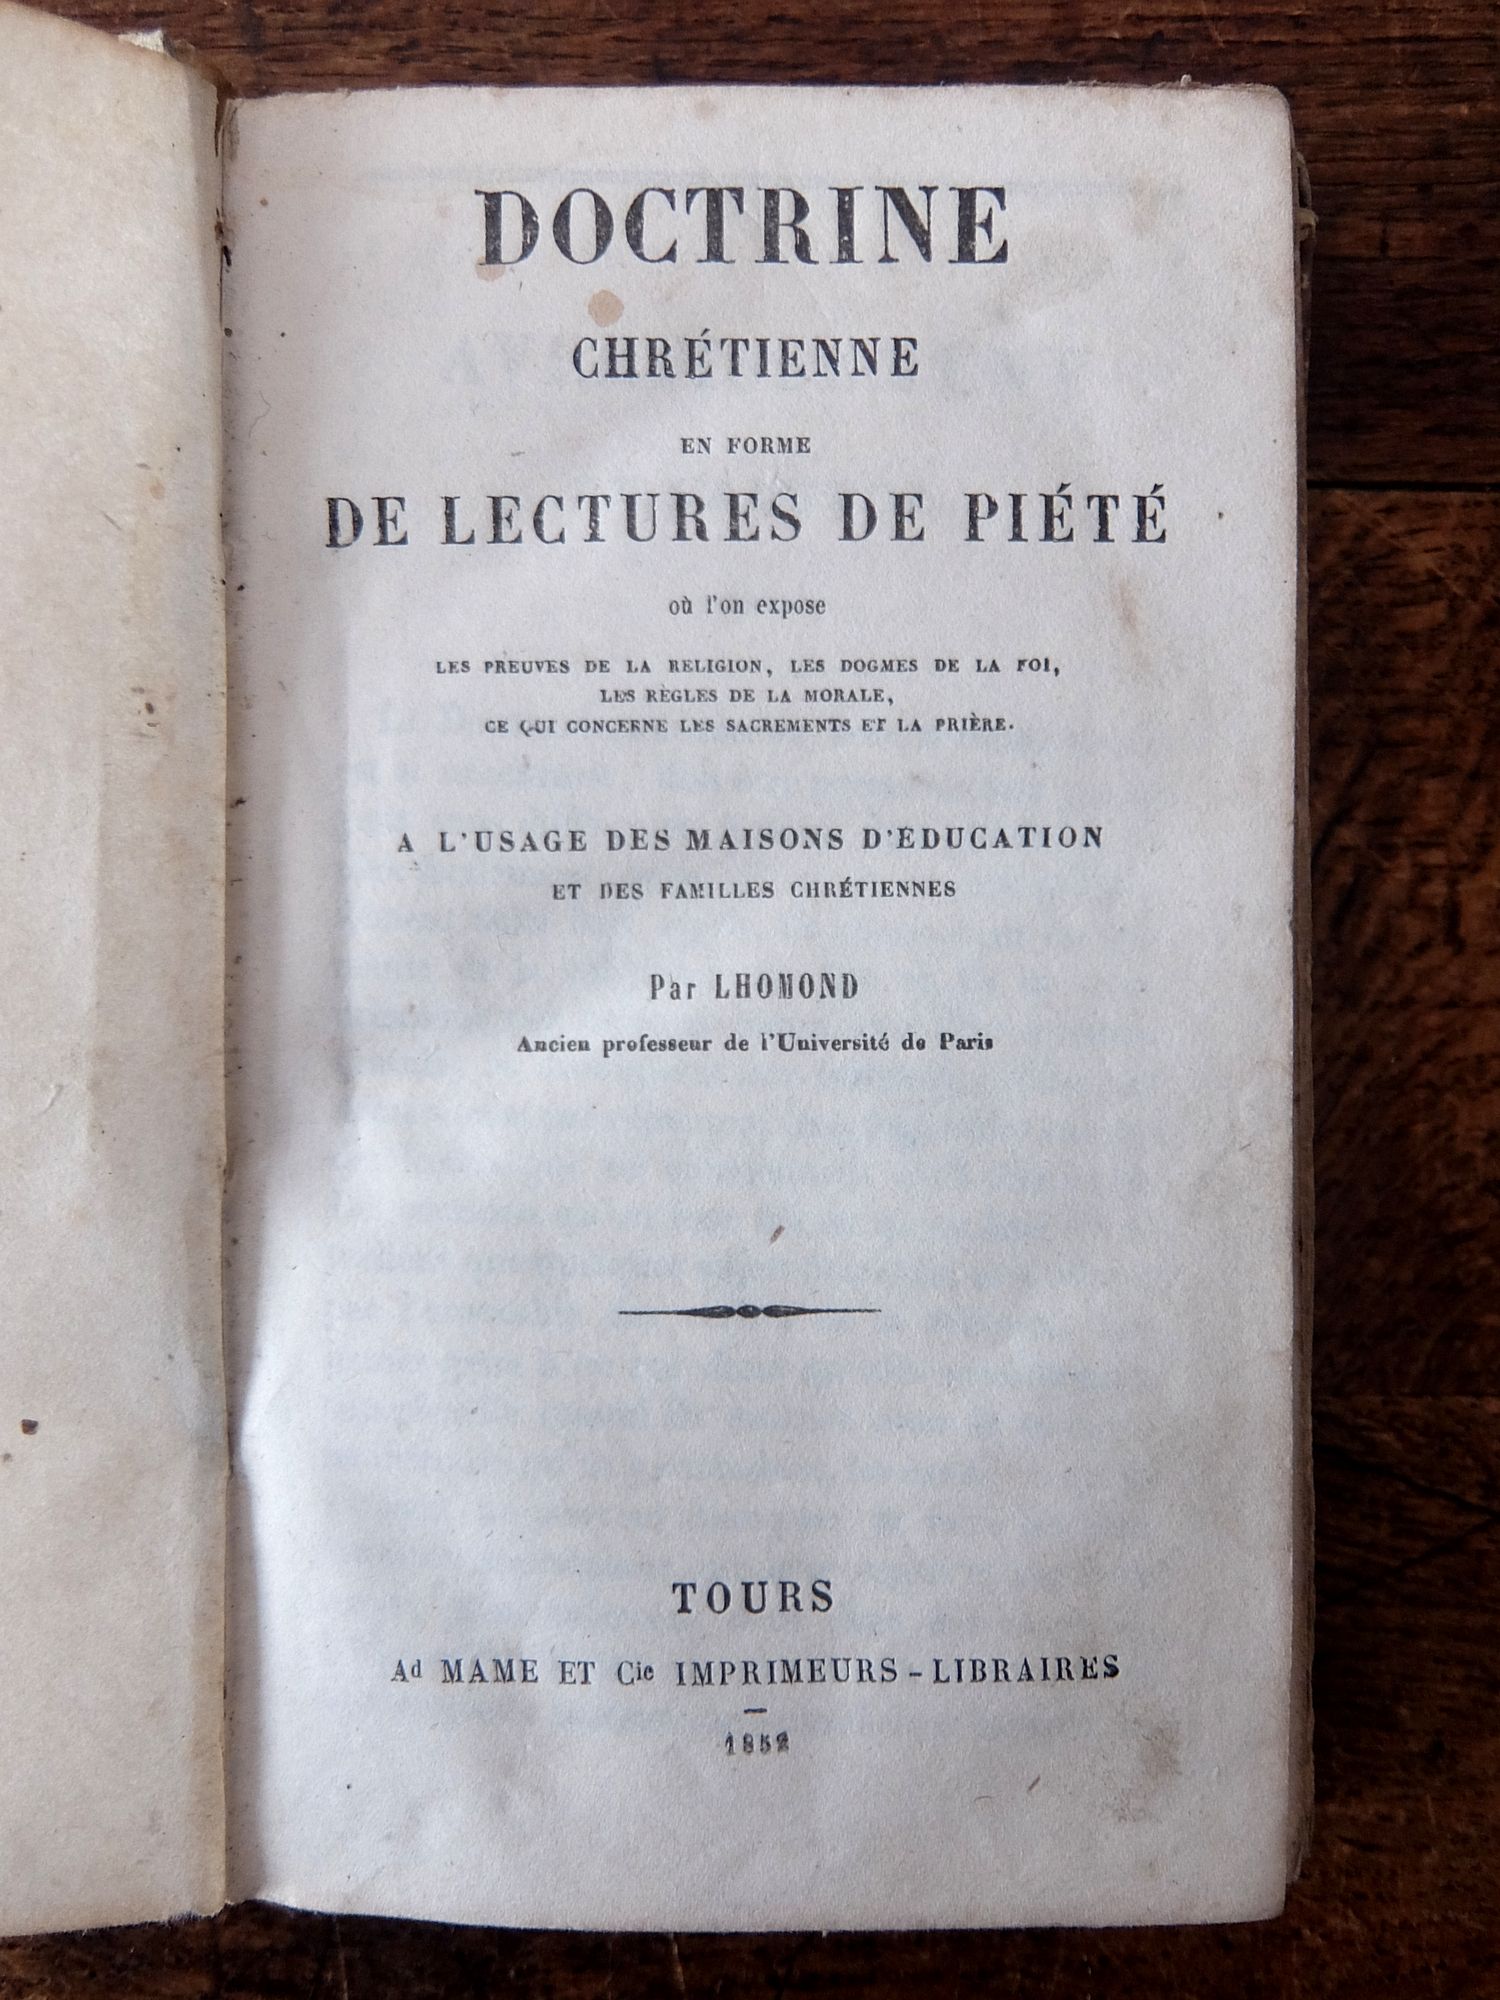 DOCTRINE
CHRÉTIENNE
EN FORME
DE LECTURES DE PIÉTÉ
où l'on expose
LES PREUVES DE LA RELIGION, LES DOGMES DE LA FOI,
LES RÈGLES DE LA MORALE,
CE QUI CONCERNE LES SACREMENTS ET LA PRIÈRE.
A L'USAGE DES MAISONS D'ÉDUCATION
ET DES FAMILLES CHRÉTIENNES
Par LHOMOND
Ancien professeur de l'Université de Paris
TOURS
Ad MAME ET Cie IMPRIMEURS-LIBRAIRES
1852